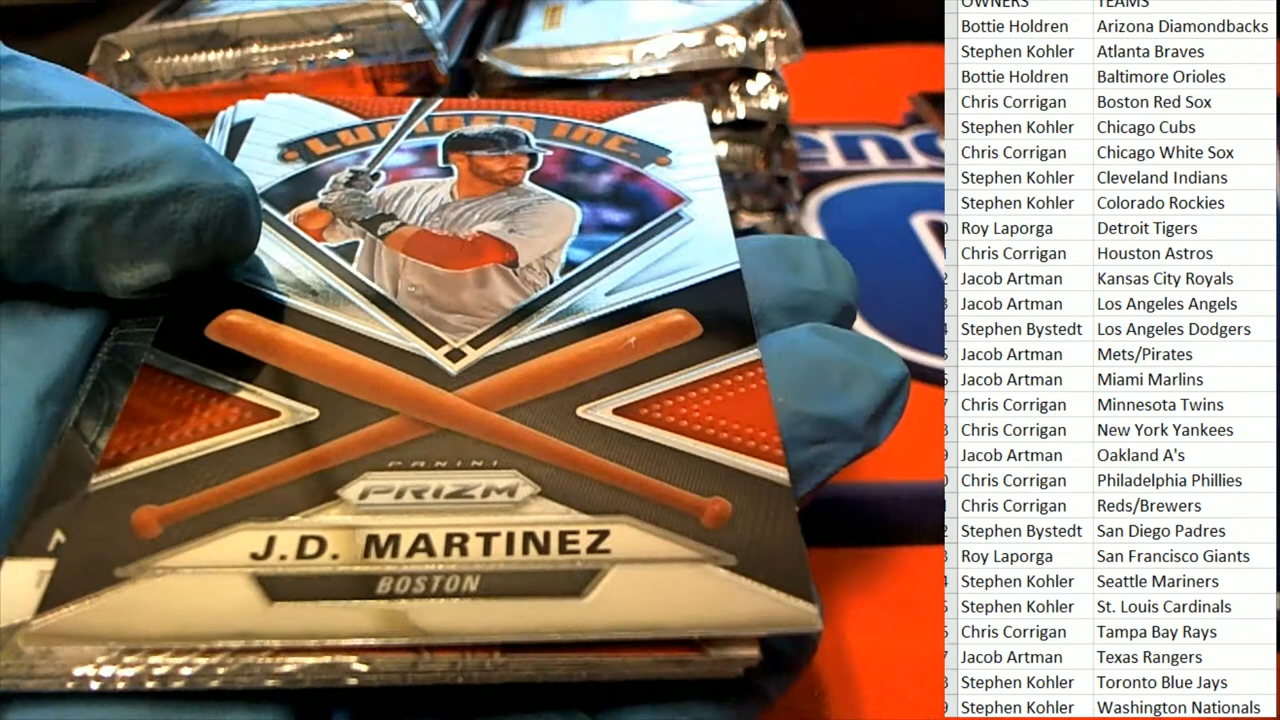 LUMBER INC.
PANINI
PRIZM
J.D. MARTINEZ
BOSTON
OWNERS TEAMS
Bottie Holdren Arizona Diamondbacks
Stephen Kohler Atlanta Braves
Bottie Holdren Baltimore Orioles
Chris Corrigan Boston Red Sox
Stephen Kohler Chicago Cubs
Chris Corrigan Chicago White Sox
Stephen Kohler Cleveland Indians
Stephen Kohler Colorado Rockies
Roy Laporga Detroit Tigers
Chris Corrigan Houston Astros
Jacob Artman Kansas City Royals
Jacob Artman Los Angeles Angels
Stephen Bystedt Los Angeles Dodgers
Jacob Artman Mets/Pirates
Jacob Artman Miami Marlins
Chris Corrigan Minnesota Twins
Chris Corrigan New York Yankees
Jacob Artman Oakland A's
Chris Corrigan Philadelphia Phillies
Chris Corrigan Reds/Brewers
Stephen Bystedt San Diego Padres
Roy Laporga San Francisco Giants
Stephen Kohler Seattle Mariners
Stephen Kohler St. Louis Cardinals
Chris Corrigan Tampa Bay Rays
Jacob Artman Texas Rangers
Stephen Kohler Toronto Blue Jays
Stephen Kohler Washington Nationals